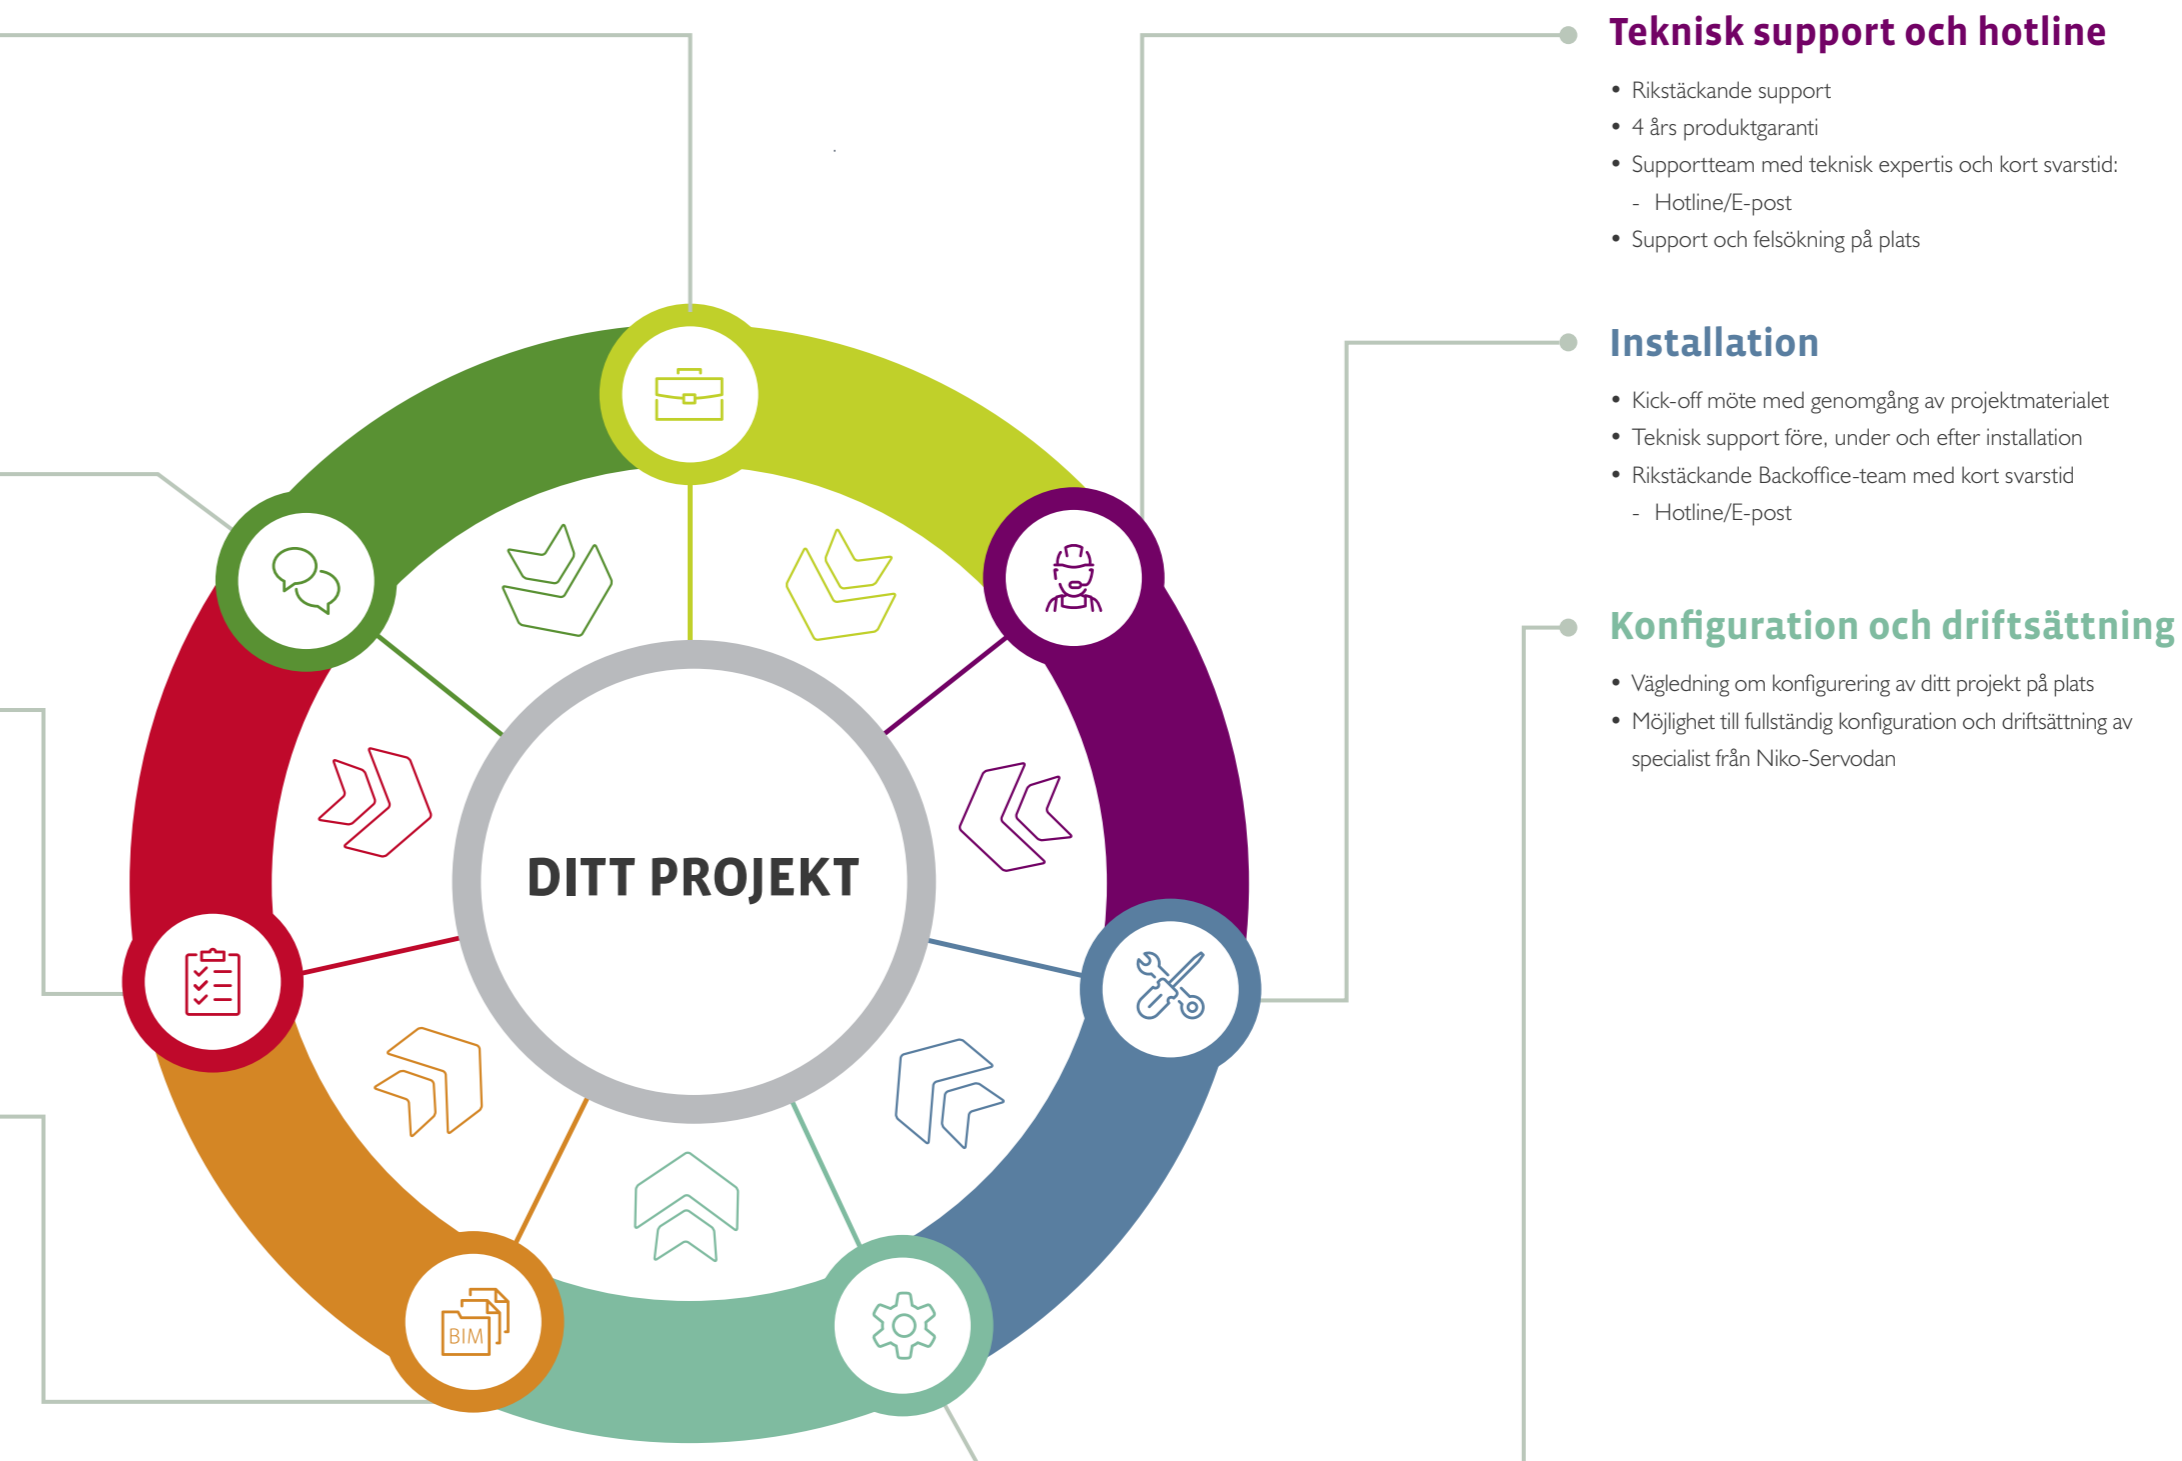 Teknisk support och hotline
• Rikstäckande support
• 4 års produktgaranti
• Supportteam med teknisk expertis och kort svarstid:
- Hotline/E-post
• Support och felsökning på plats
Installation
• Kick-off möte med genomgång av projektmaterialet
• Teknisk support före, under och efter installation
• Rikstäckande Backoffice-team med kort svarstid
- Hotline/E-post
Konfiguration och driftsättning
• Vägledning om konfigurering av ditt projekt på plats
• Möjlighet till fullständig konfiguration och driftsättning av
specialist från Niko-Servodan
DITT PROJEKT
BIM